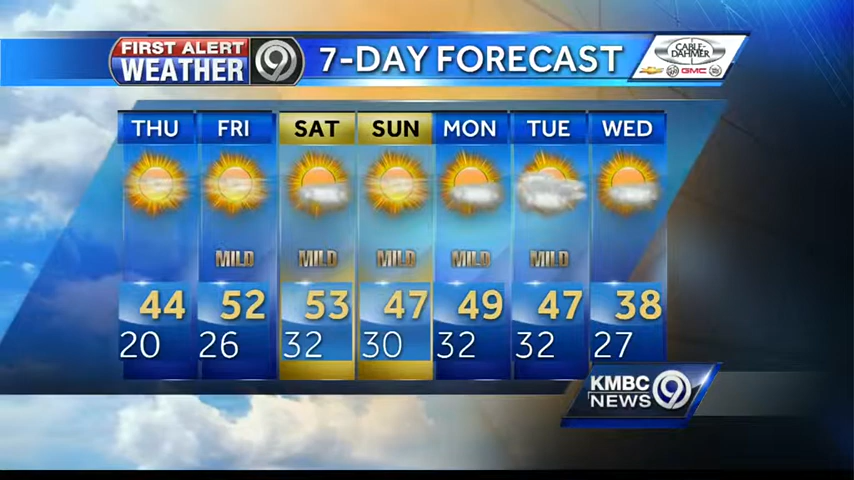 FIRST ALERT
WEATHER 9
7-DAY FORECAST
CABLE-
DAHMER
GMC
THU FRI SAT SUN MON TUE WED
MILD MILD MILD MILD MILD
44 52 53 47 49 47 38
20 26 32 30 32 32 27
KMBC
NEWS 9